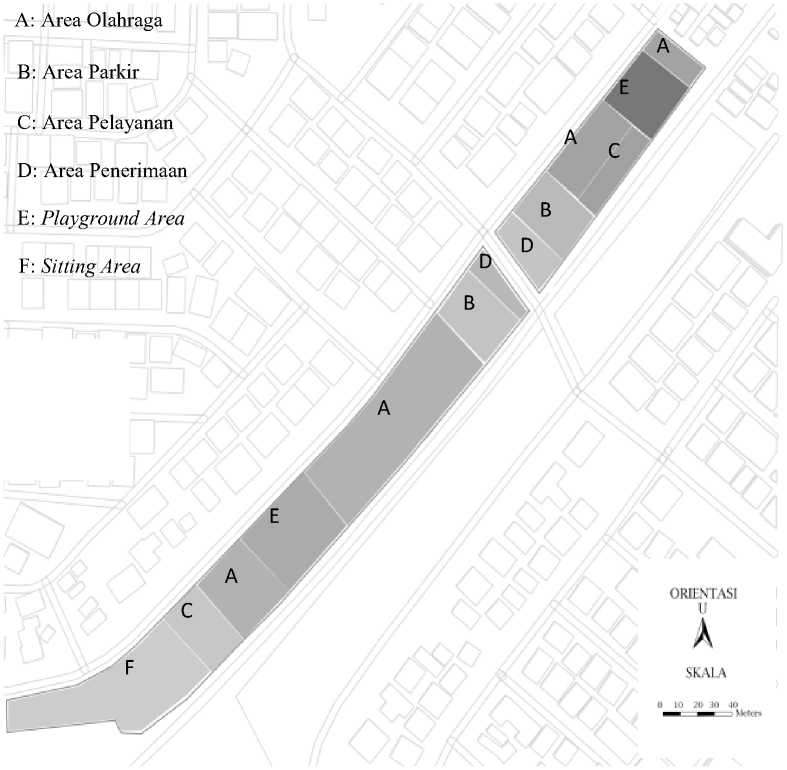 A: Area Olahraga
B: Area Parkir
C: Area Pelayanan
D: Area Penerimaan
E: Playground Area
F: Sitting Area
A
E
A
C
B
D
D
B
A
E
A
C
F
ORIENTASI
U
SKALA
0 10 20 30 40
Meters